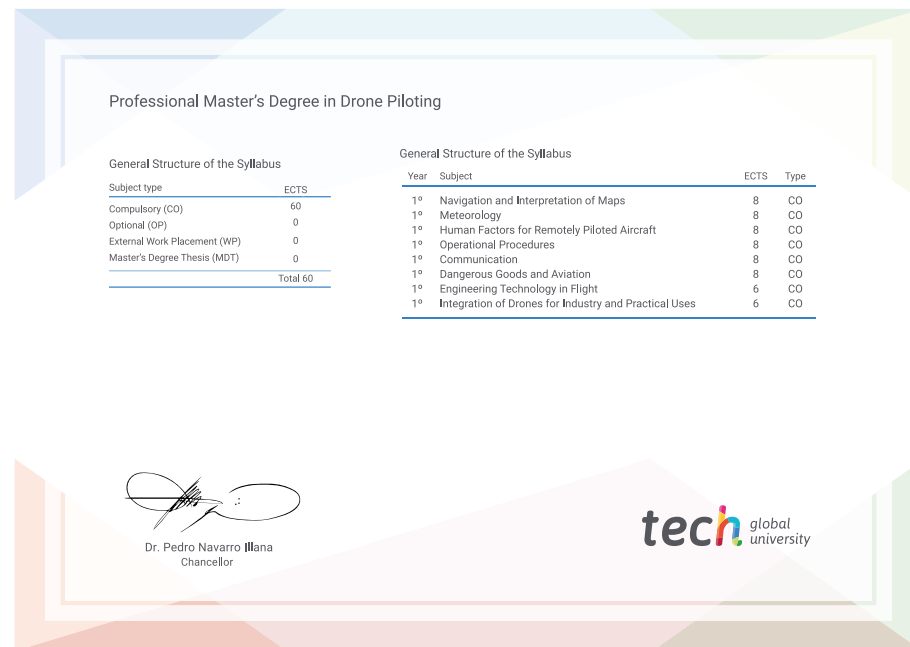 Professional Master's Degree in Drone Piloting
General Structure of the Syllabus
Subject type ECTS
Compulsory (CO) 60
Optional (OP) 0
External Work Placement (WP) 0
Master's Degree Thesis (MDT) 0
Total 60
General Structure of the Syllabus
Year Subject ECTS Type
1º Navigation and Interpretation of Maps 8 CO
1º Meteorology 8 CO
1º Human Factors for Remotely Piloted Aircraft 8 CO
1º Operational Procedures 8 CO
1º Communication 8 CO
1º Dangerous Goods and Aviation 8 CO
1º Engineering Technology in Flight 6 CO
1º Integration of Drones for Industry and Practical Uses 6 CO
Dr. Pedro Navarro Illana
Chancellor
tech global
university